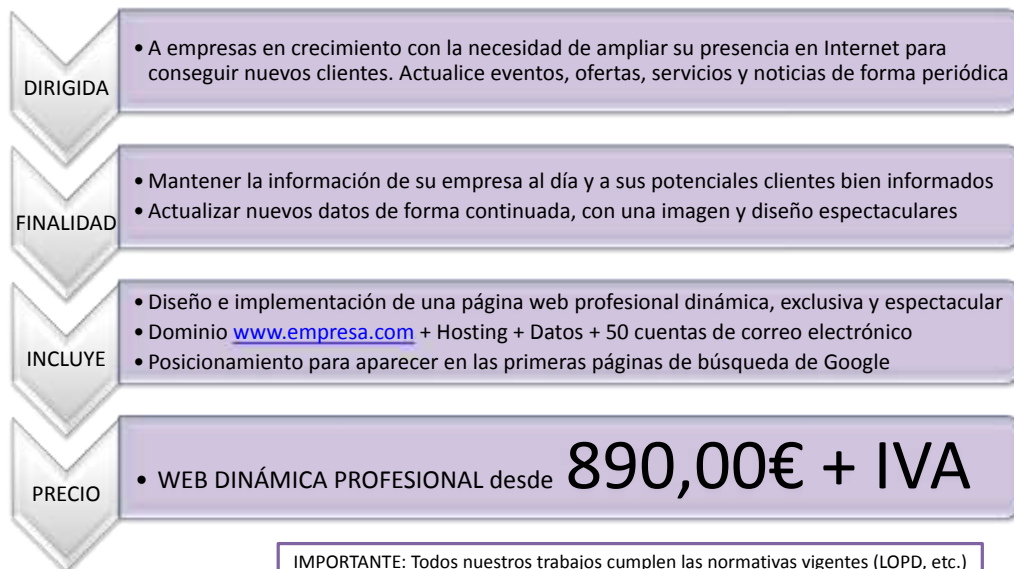 DIRIGIDA
• A empresas en crecimiento con la necesidad de ampliar su presencia en Internet para
conseguir nuevos clientes. Actualice eventos, ofertas, servicios y noticias de forma periódica
FINALIDAD
• Mantener la información de su empresa al día y a sus potenciales clientes bien informados
• Actualizar nuevos datos de forma continuada, con una imagen y diseño espectaculares
INCLUYE
• Diseño e implementación de una página web profesional dinámica, exclusiva y espectacular
• Dominio www.empresa.com + Hosting + Datos + 50 cuentas de correo electrónico
• Posicionamiento para aparecer en las primeras páginas de búsqueda de Google
PRECIO
• WEB DINÁMICA PROFESIONAL desde 890,00€ + IVA
IMPORTANTE: Todos nuestros trabajos cumplen las normativas vigentes (LOPD, etc.)